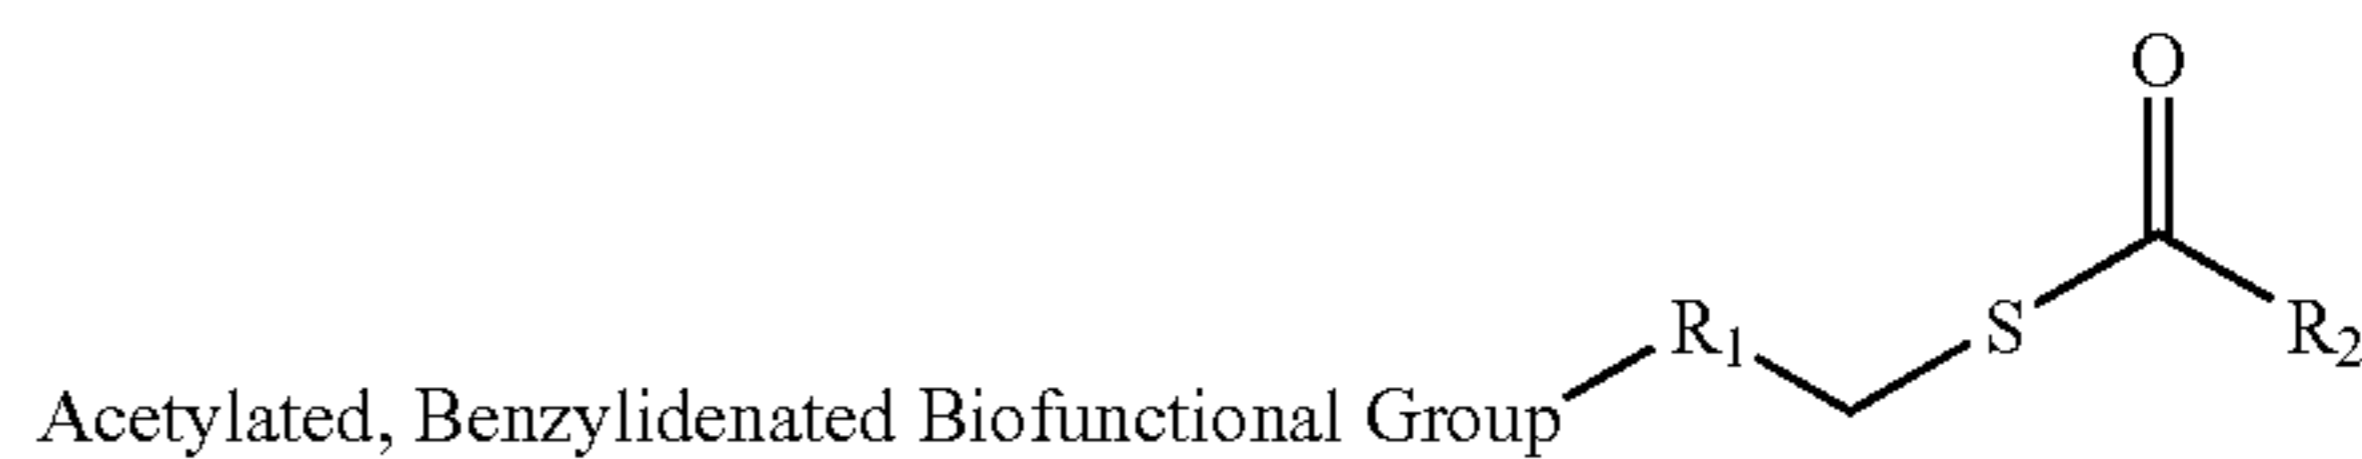 O
R1
S
R2
Acetylated, Benzylidenated Biofunctional Group